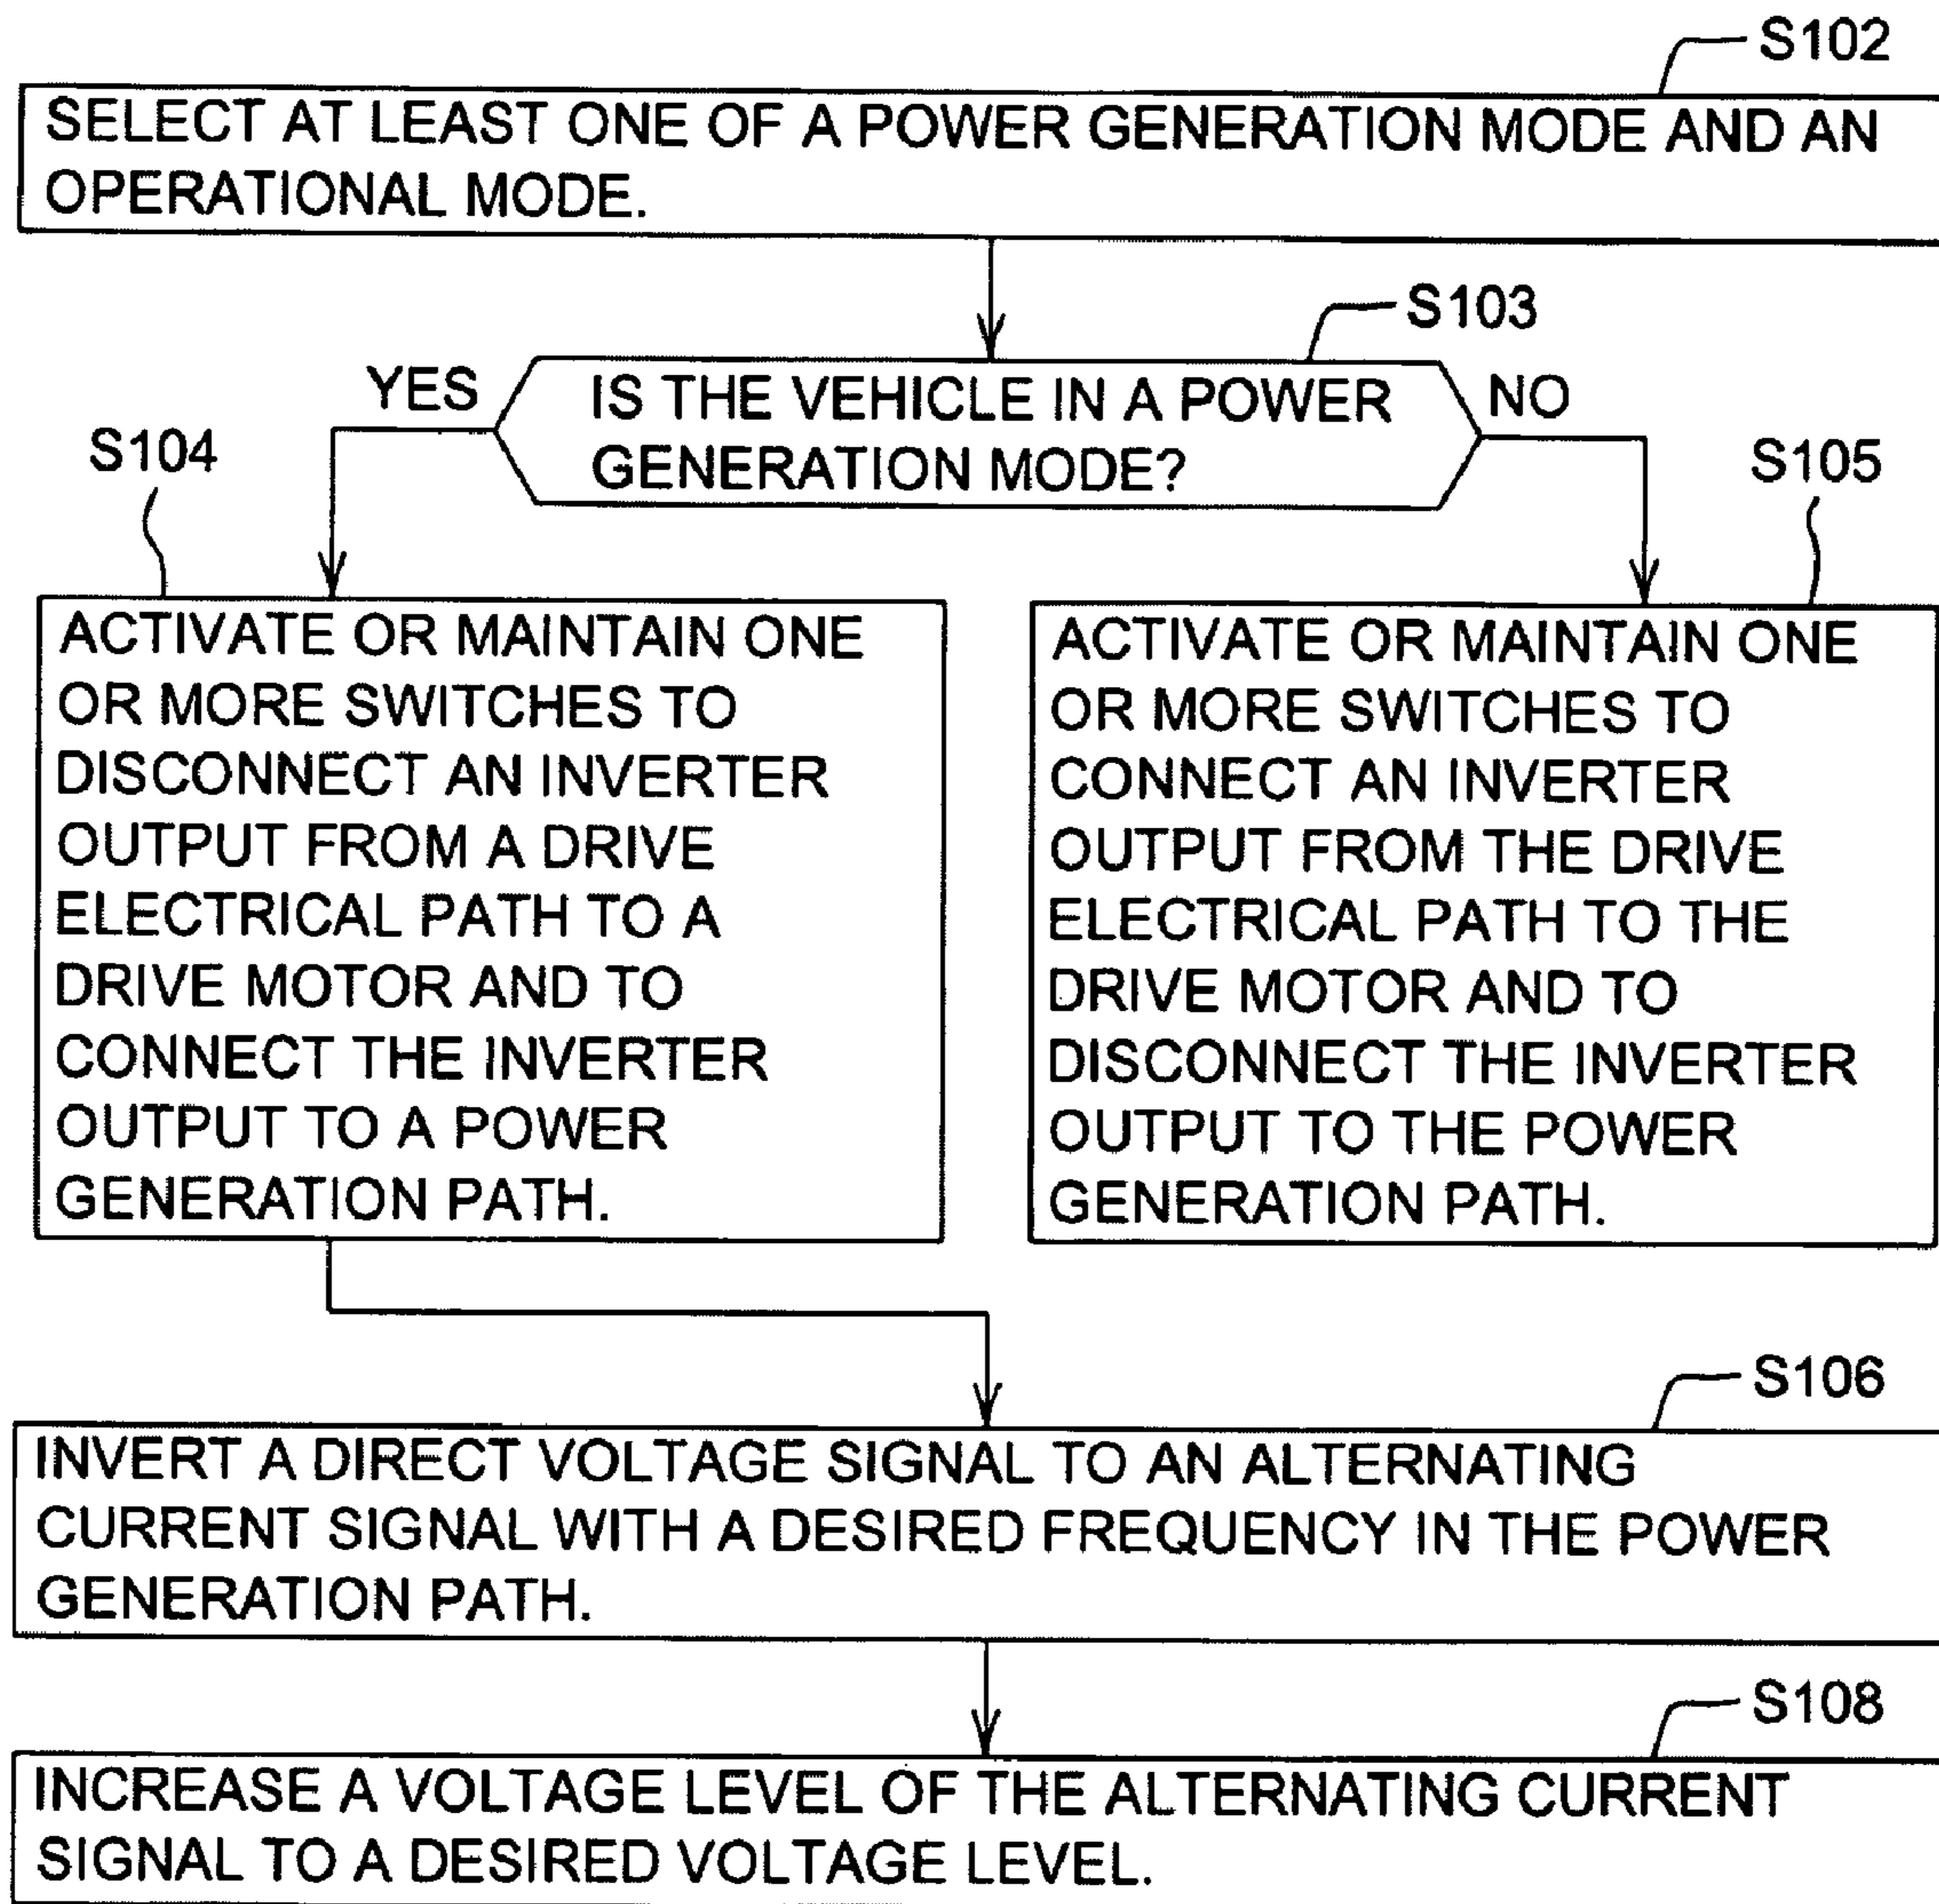 S102
SELECT AT LEAST ONE OF A POWER GENERATION MODE AND AN
OPERATIONAL MODE.
S103
YES
IS THE VEHICLE IN A POWER
GENERATION MODE?
NO
S104
S105
ACTIVATE OR MAINTAIN ONE
OR MORE SWITCHES TO
DISCONNECT AN INVERTER
OUTPUT FROM A DRIVE
ELECTRICAL PATH TO A
DRIVE MOTOR AND TO
CONNECT THE INVERTER
OUTPUT TO A POWER
GENERATION PATH.
ACTIVATE OR MAINTAIN ONE
OR MORE SWITCHES TO
CONNECT AN INVERTER
OUTPUT FROM THE DRIVE
ELECTRICAL PATH TO THE
DRIVE MOTOR AND TO
DISCONNECT THE INVERTER
OUTPUT TO THE POWER
GENERATION PATH.
S106
INVERT A DIRECT VOLTAGE SIGNAL TO AN ALTERNATING
CURRENT SIGNAL WITH A DESIRED FREQUENCY IN THE POWER
GENERATION PATH.
S108
INCREASE A VOLTAGE LEVEL OF THE ALTERNATING CURRENT
SIGNAL TO A DESIRED VOLTAGE LEVEL.